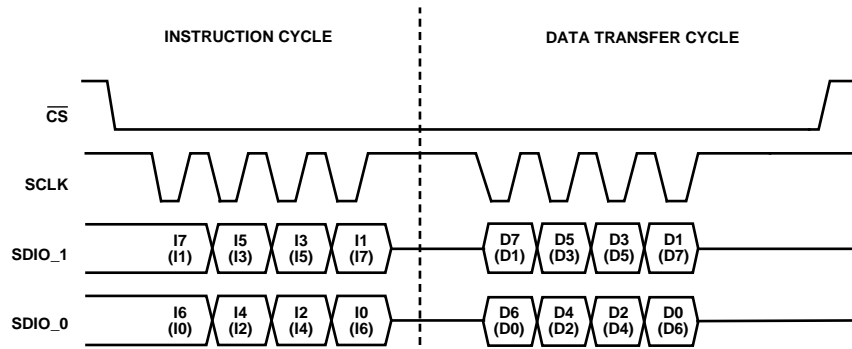 INSTRUCTION CYCLE DATA TRANSFER CYCLE
CS
SCLK
I7 I5 I3 I1 D7 D5 D3 D1
SDIO_1
(I1) (I3) (I5) (I7) (D1) (D3) (D5) (D7)
I6 I4 I2 I0 D6 D4 D2 D0
SDIO_0
(I0) (I2) (I4) (I6) (D0) (D2) (D4) (D6)